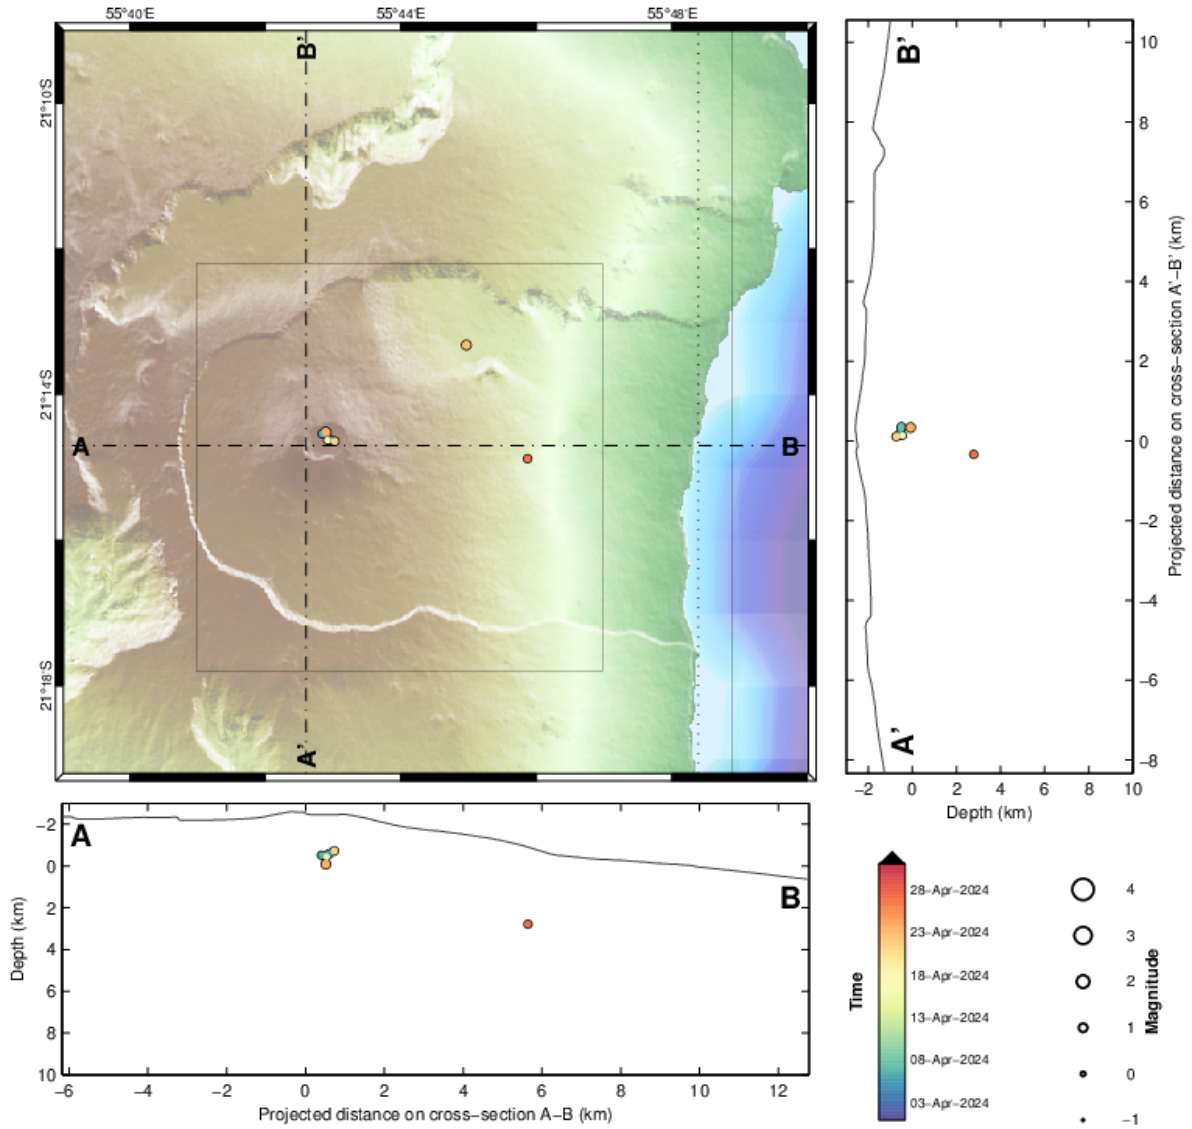 55°40'E 55°44'E 55°48'E
21°10'S
21°14'S
21°18'S
B'
A
B
A'
B'
A'
10
8
6
4
2
0
−2
−4
−6
−8
Projected distance on cross−section A'−B' (km)
−2 0 2 4 6 8 10
Depth (km)
A
B
−2
0
2
4
6
8
10
Depth (km)
−6 −4 −2 0 2 4 6 8 10 12
Projected distance on cross−section A−B (km)
Time
28−Apr−2024
23−Apr−2024
18−Apr−2024
13−Apr−2024
08−Apr−2024
03−Apr−2024
4
3
2
1
0
−1
Magnitude